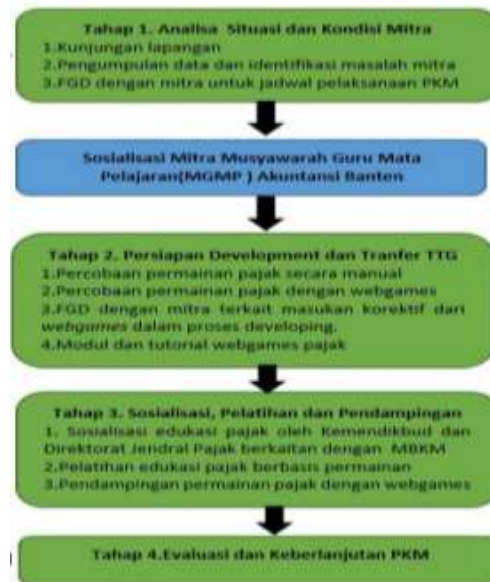 Tahap 1. Analisa Situasi dan Kondisi Mitra
1.Kunjungan lapangan
2.Pengumpulan data dan identifikasi masalah mitra
3.FGD dengan mitra untuk jadwal pelaksanaan PKM
Sosialisasi Mitra Musyawarah Guru Mata
Pelajaran(MGMP ) Akuntansi Banten
Tahap 2. Persiapan Development dan Tranfer TTG
1.Percobaan permainan pajak secara manual
2.Percobaan permainan pajak dengan webgames
3.FGD dengan mitra terkait masukan korektif dari
webgames dalam proses developing.
4.Modul dan tutorial webgames pajak
Tahap 3. Sosialisasi, Pelatihan dan Pendampingan
1. Sosialisasi edukasi pajak oleh Kemendikbud dan
Direktorat Jendral Pajak berkaitan dengan MBKM
2.Pelatihan edukasi pajak berbasis permainan
3.Pendampingan permainan pajak dengan webgames
Tahap 4.Evaluasi dan Keberlanjutan PKM